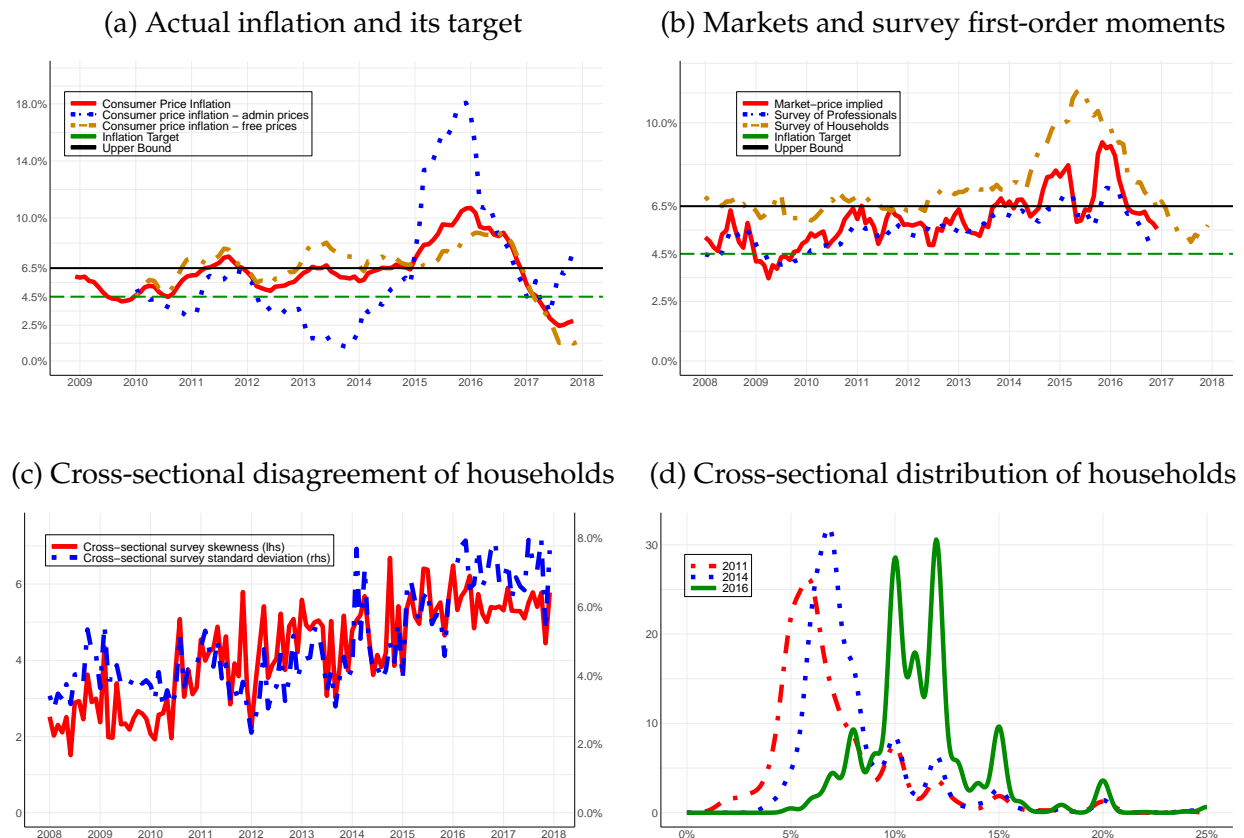 (a) Actual inflation and its target
18.0%
14.0%
10.0%
6.5%
4.5%
2.5%
0.0%
Consumer Price Inflation
Consumer price inflation – admin prices
Consumer price inflation – free prices
Inflation Target
Upper Bound
2009 2010 2011 2012 2013 2014 2015 2016 2017 2018
(b) Markets and survey first-order moments
10.0%
6.5%
4.5%
2.5%
0.0%
Market–price implied
Survey of Professionals
Survey of Households
Inflation Target
Upper Bound
2008 2009 2010 2011 2012 2013 2014 2015 2016 2017 2018
(c) Cross-sectional disagreement of households
6
4
2
0
Cross–sectional survey skewness (lhs)
Cross–sectional survey standard deviation (rhs)
8.0%
6.0%
4.0%
2.0%
0.0%
2008 2009 2010 2011 2012 2013 2014 2015 2016 2017 2018
(d) Cross-sectional distribution of households
30
20
10
0
2011
2014
2016
0% 5% 10% 15% 20% 25%